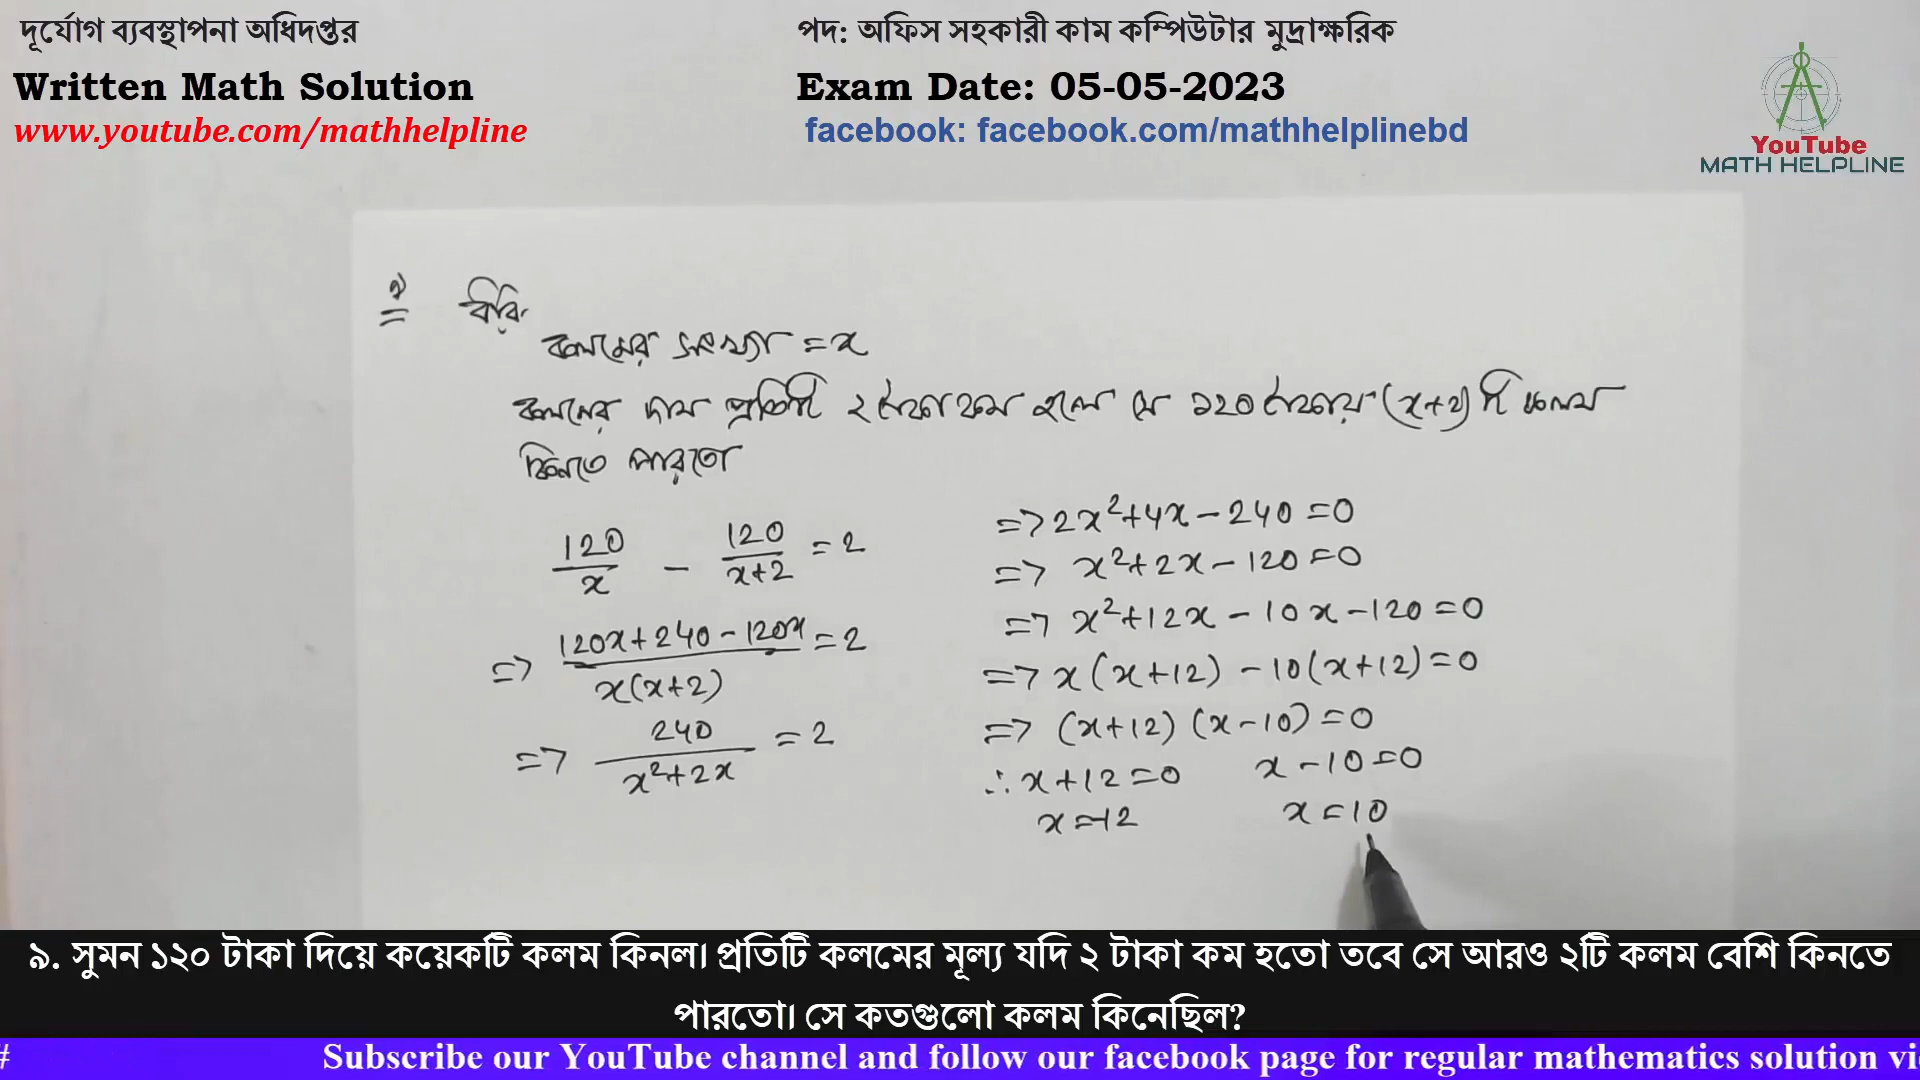 দূর্যোগ ব্যবস্থাপনা অধিদপ্তর
Written Math Solution
www.youtube.com/mathhelpline
পদ: অফিস সহকারী কাম কম্পিউটার মুদ্রাক্ষরিক
Exam Date: 05-05-2023
facebook: facebook.com/mathhelplinebd
YouTube
MATH HELPLINE
৯ ধরি
কলমের সংখ্যা = x
কলমের দাম প্রতিটি ২ টাকা কম হলে সে ১২০ টাকায় (x+2) টি কলম
কিনতে পারতো
120/x - 120/(x+2) = 2
=> (120x+240-120x)/(x(x+2)) = 2
=> 240/(x²+2x) = 2
=> 2x²+4x-240=0
=> x²+2x-120=0
=> x²+12x-10x-120=0
=> x(x+12)-10(x+12)=0
=> (x+12)(x-10)=0
∴ x+12=0 x-10=0
x=-12 x=10
৯. সুমন ১২০ টাকা দিয়ে কয়েকটি কলম কিনল। প্রতিটি কলমের মূল্য যদি ২ টাকা কম হতো তবে সে আরও ২টি কলম বেশি কিনতে
পারতো। সে কতগুলো কলম কিনেছিল?
# Subscribe our YouTube channel and follow our facebook page for regular mathematics solution vi